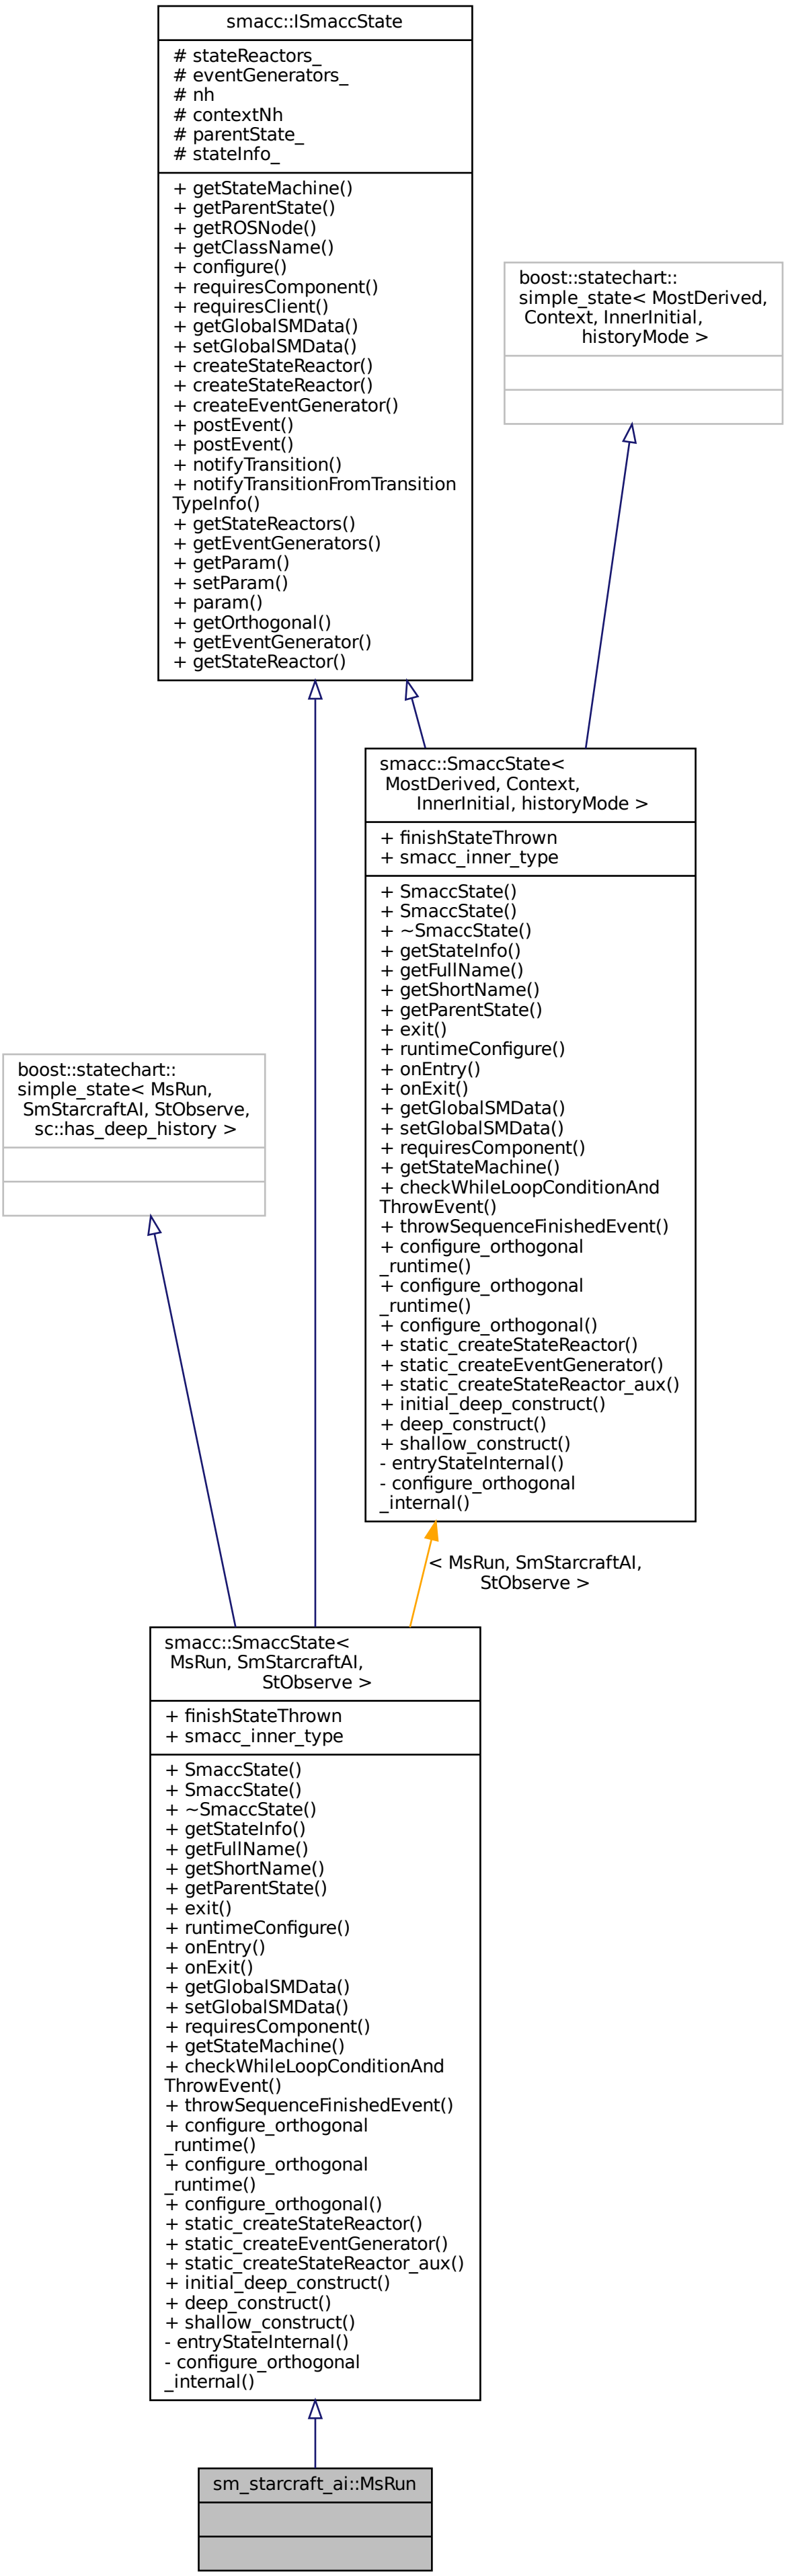 smacc::ISmaccState
# stateReactors_
# eventGenerators_
# nh
# contextNh
# parentState_
# stateInfo_
+ getStateMachine()
+ getParentState()
+ getROSNode()
+ getClassName()
+ configure()
+ requiresComponent()
+ requiresClient()
+ getGlobalSMData()
+ setGlobalSMData()
+ createStateReactor()
+ createStateReactor()
+ createEventGenerator()
+ postEvent()
+ postEvent()
+ notifyTransition()
+ notifyTransitionFromTransition
TypeInfo()
+ getStateReactors()
+ getEventGenerators()
+ getParam()
+ setParam()
+ param()
+ getOrthogonal()
+ getEventGenerator()
+ getStateReactor()
boost::statechart::
simple_state< MostDerived,
Context, InnerInitial,
historyMode >
smacc::SmaccState<
MostDerived, Context,
InnerInitial, historyMode >
+ finishStateThrown
+ smacc_inner_type
+ SmaccState()
+ SmaccState()
+ ~SmaccState()
+ getStateInfo()
+ getFullName()
+ getShortName()
+ getParentState()
+ exit()
+ runtimeConfigure()
+ onEntry()
+ onExit()
+ getGlobalSMData()
+ setGlobalSMData()
+ requiresComponent()
+ getStateMachine()
+ checkWhileLoopConditionAnd
ThrowEvent()
+ throwSequenceFinishedEvent()
+ configure_orthogonal
_runtime()
+ configure_orthogonal
_runtime()
+ configure_orthogonal()
+ static_createStateReactor()
+ static_createEventGenerator()
+ static_createStateReactor_aux()
+ initial_deep_construct()
+ deep_construct()
+ shallow_construct()
- entryStateInternal()
- configure_orthogonal
_internal()
boost::statechart::
simple_state< MsRun,
SmStarcraftAI, StObserve,
sc::has_deep_history >
< MsRun, SmStarcraftAI,
StObserve >
smacc::SmaccState<
MsRun, SmStarcraftAI,
StObserve >
+ finishStateThrown
+ smacc_inner_type
+ SmaccState()
+ SmaccState()
+ ~SmaccState()
+ getStateInfo()
+ getFullName()
+ getShortName()
+ getParentState()
+ exit()
+ runtimeConfigure()
+ onEntry()
+ onExit()
+ getGlobalSMData()
+ setGlobalSMData()
+ requiresComponent()
+ getStateMachine()
+ checkWhileLoopConditionAnd
ThrowEvent()
+ throwSequenceFinishedEvent()
+ configure_orthogonal
_runtime()
+ configure_orthogonal
_runtime()
+ configure_orthogonal()
+ static_createStateReactor()
+ static_createEventGenerator()
+ static_createStateReactor_aux()
+ initial_deep_construct()
+ deep_construct()
+ shallow_construct()
- entryStateInternal()
- configure_orthogonal
_internal()
sm_starcraft_ai::MsRun